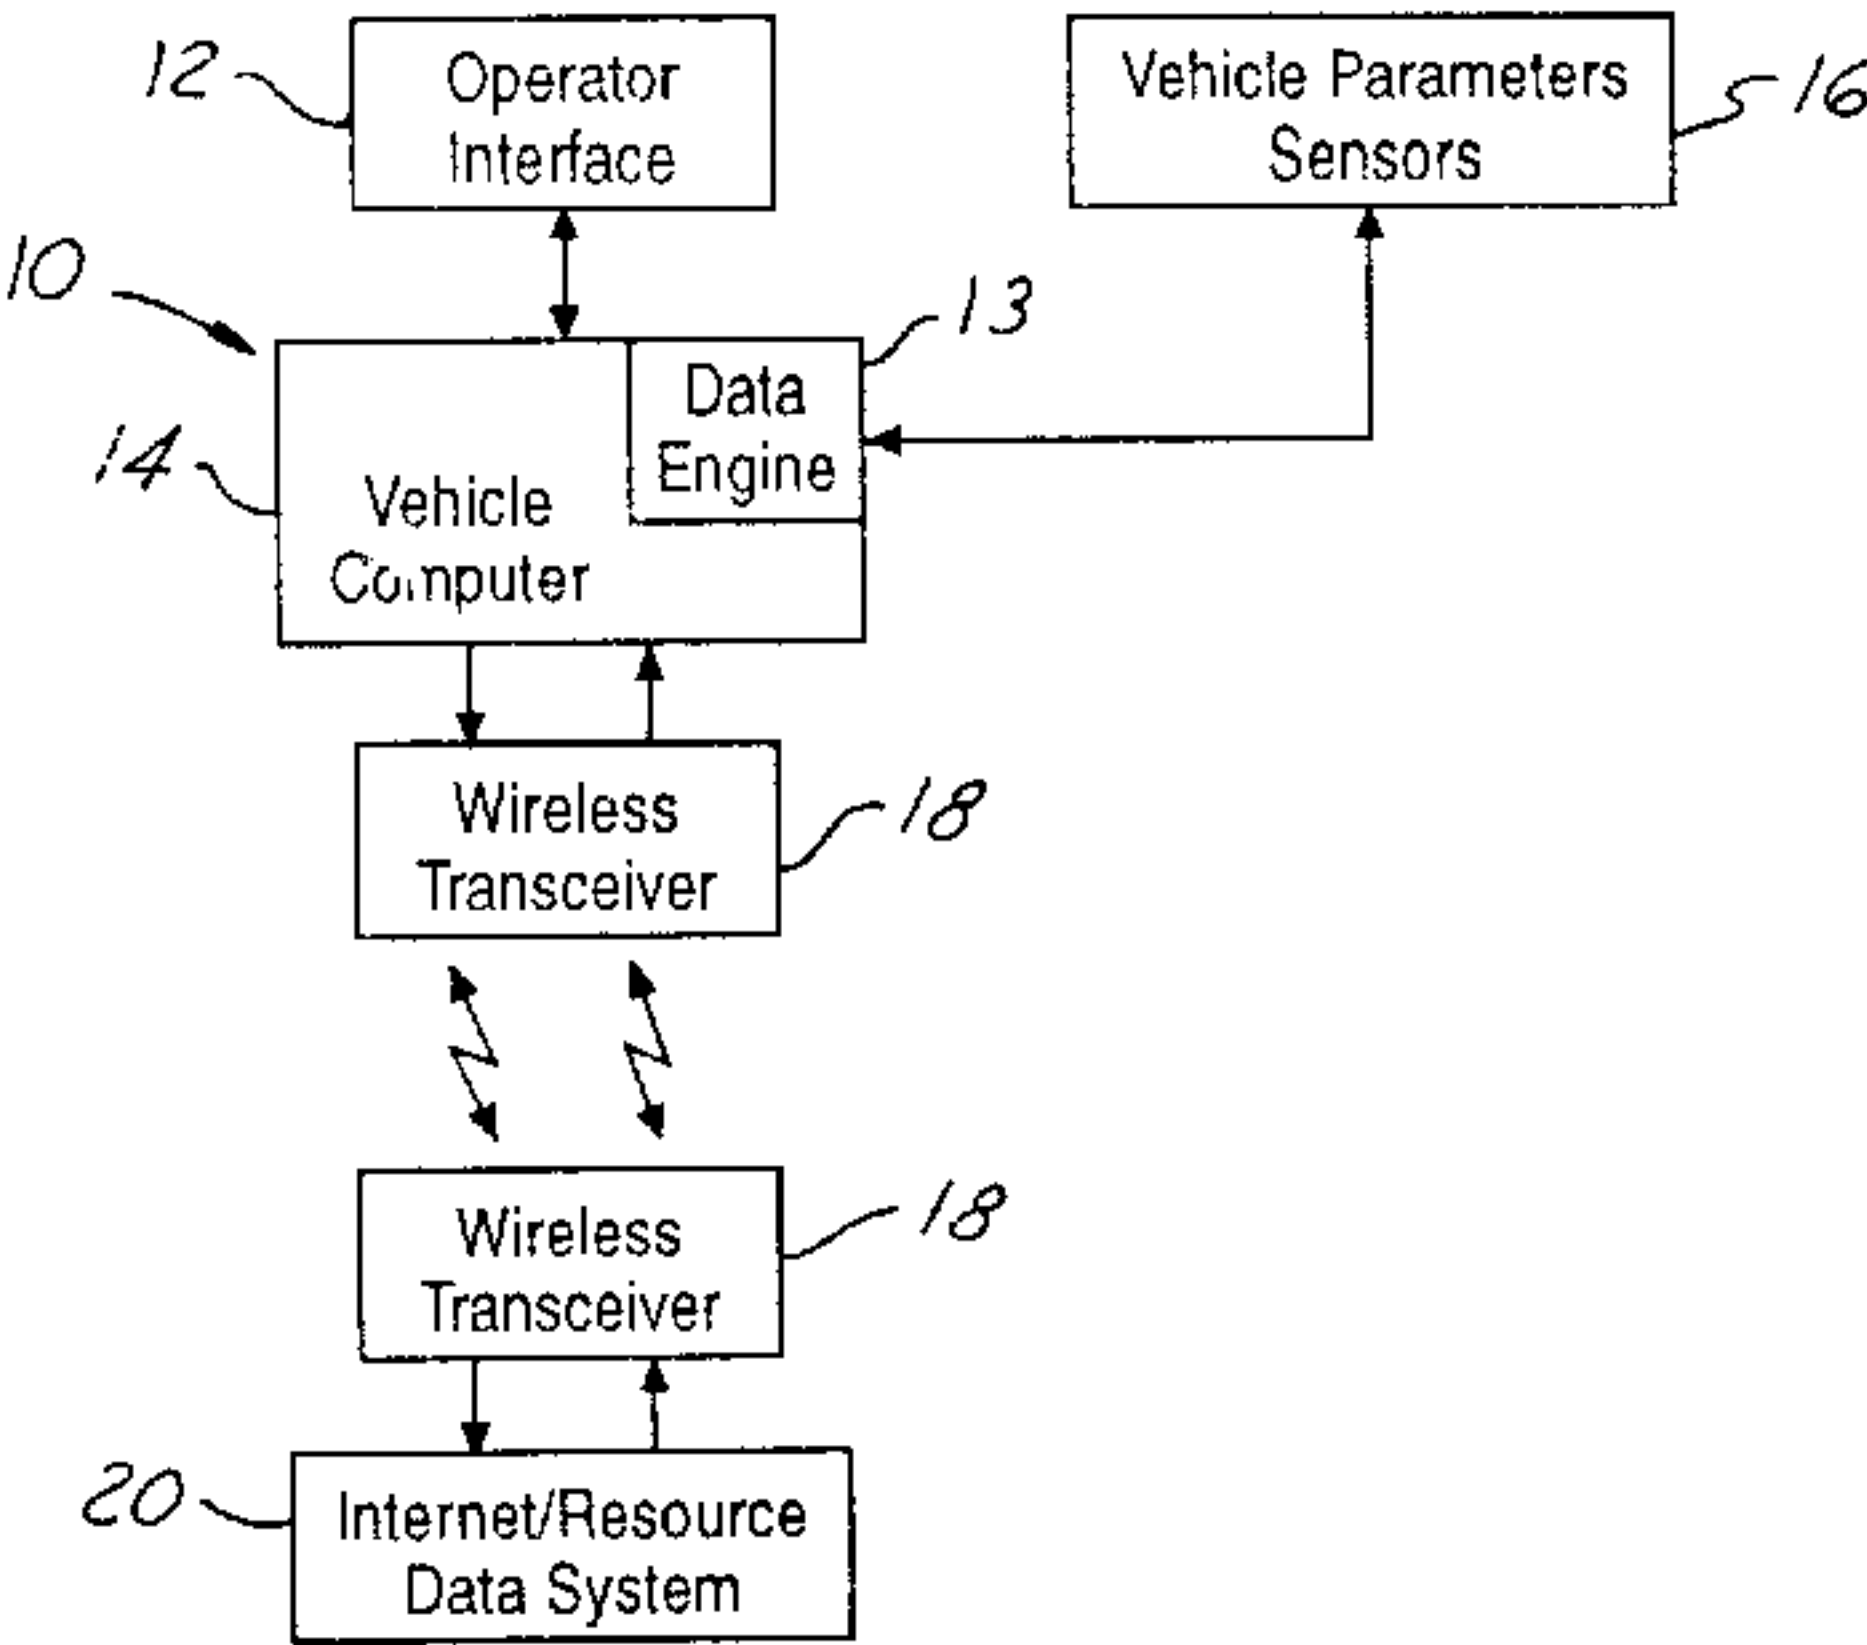 12
Operator
Interface
Vehicle Parameters
Sensors
16
10
13
Data
Engine
14
Vehicle
Computer
Wireless
Transceiver
18
Wireless
Transceiver
18
20
Internet/Resource
Data System